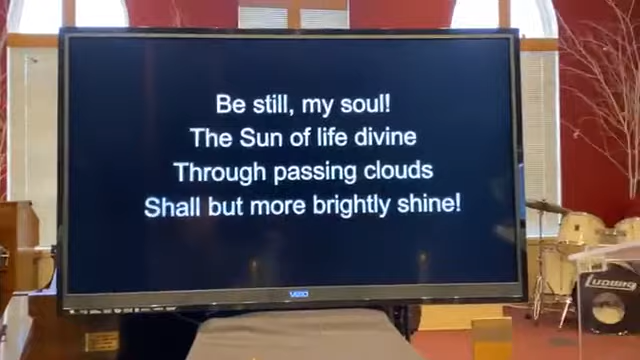 Be still, my soul!
The Sun of life divine
Through passing clouds
Shall but more brightly shine!
VIZIO
Ludwig